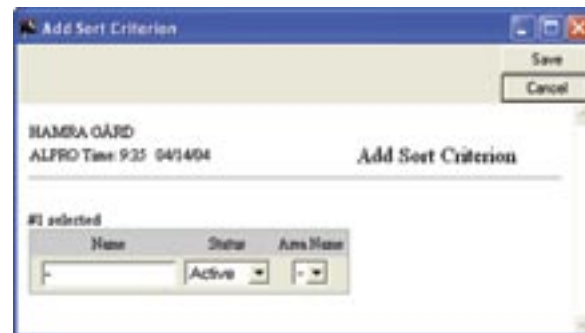 Add Sort Criterion
Save
Cancel
HAMRA GÅRD
ALPRO Time: 9:35 04/14/04
Add Sort Criterion
#1 selected
Name Status Area Name
- Active -